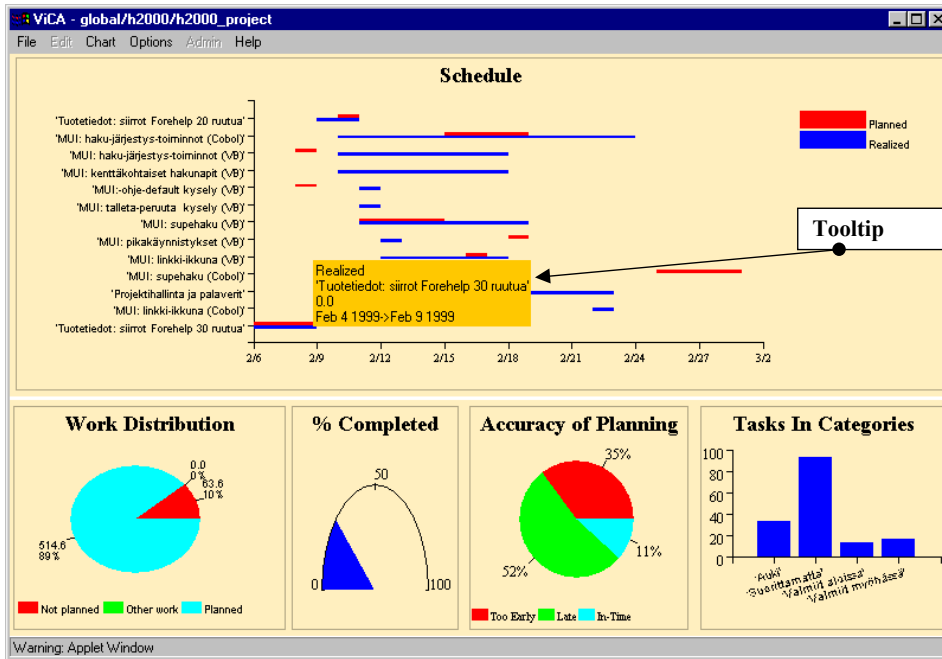 ViCA - global/h2000/h2000_project
File Edit Chart Options Admin Help
Schedule
'Tuotetiedot: siirrot Forehelp 20 ruutua'
'MUI: haku-järjestys-toiminnot (Cobol)'
'MUI: haku-järjestys-toiminnot (VB)'
'MUI: kenttäkohtaiset hakunapit (VB)'
'MUI:-ohje-default kysely (VB)'
'MUI: talleta-peruuta kysely (VB)'
'MUI: supehaku (VB)'
'MUI: pikakäynnistykset (VB)'
'MUI: linkki-ikkuna (VB)'
'MUI: supehaku (Cobol)'
'Projektihallinta ja palaverit'
'MUI: linkki-ikkuna (Cobol)'
'Tuotetiedot: siirrot Forehelp 30 ruutua'
Planned
Realized
Tooltip
Realized
'Tuotetiedot: siirrot Forehelp 30 ruutua'
0.0
Feb 4 1999->Feb 9 1999
2/6 2/9 2/12 2/15 2/18 2/21 2/24 2/27 3/2
Work Distribution
0.0
0%
63.6
10%
514.6
89%
Not planned Other work Planned
% Completed
50
0 100
Accuracy of Planning
35%
52%
11%
Too Early Late In-Time
Tasks In Categories
100
80
60
40
20
0
'Auki'
'Suorittamatta'
'Valmiit ajoissa'
'Valmiit myöhässä'
Warning: Applet Window